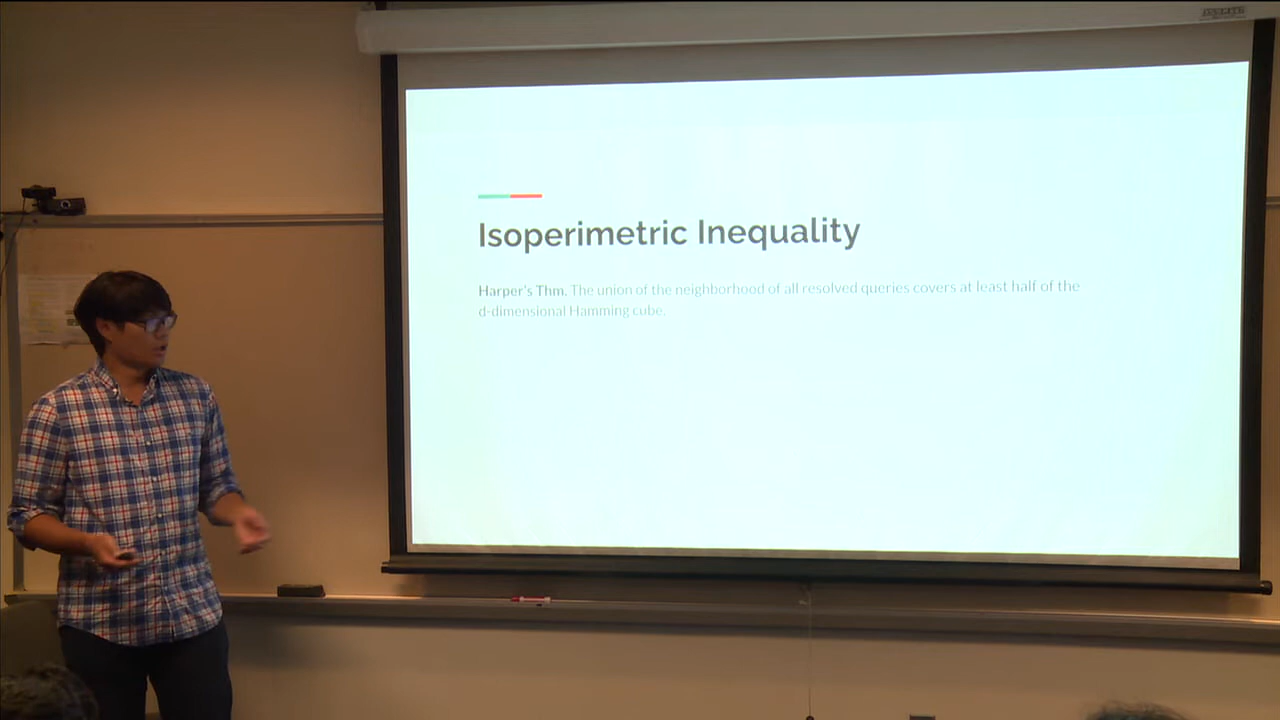 Isoperimetric Inequality
Harper's Thm. The union of the neighborhood of all resolved queries covers at least half of the
d-dimensional Hamming cube.